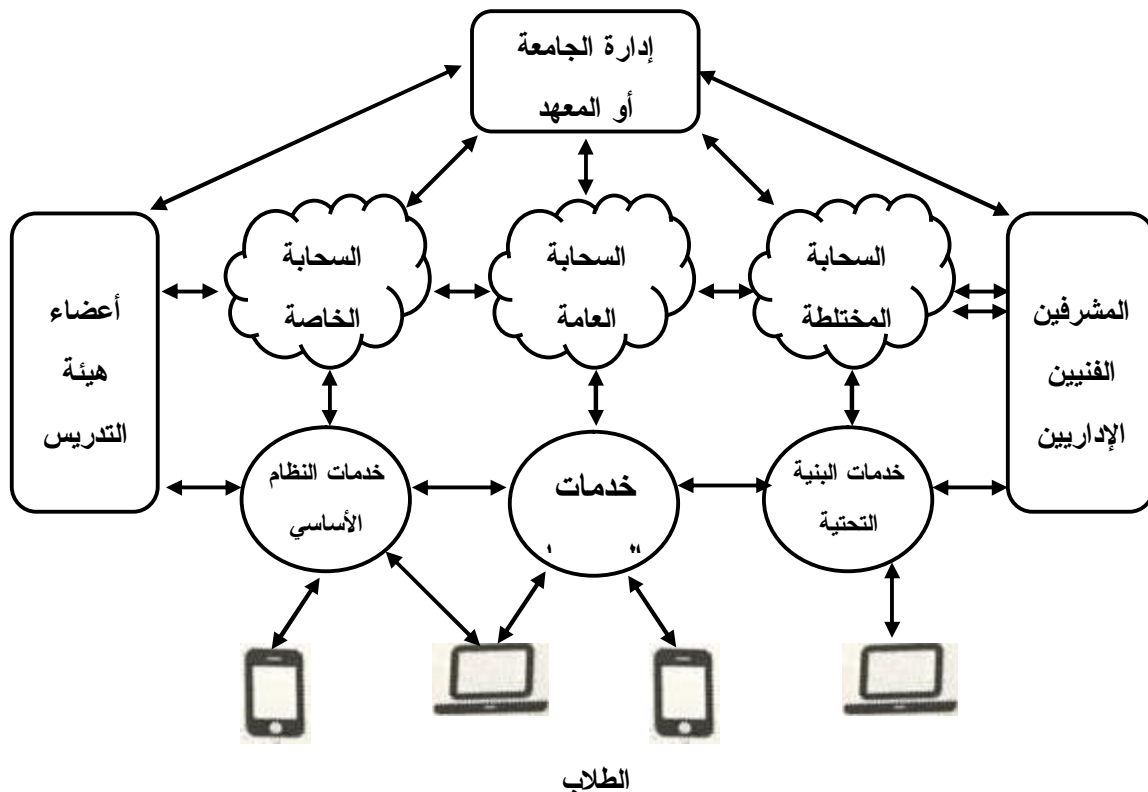 إدارة الجامعة
أو المعهد
السحابة
المختلطة
السحابة
العامة
السحابة
الخاصة
المشرفين
الفنيين
الإداريين
أعضاء
هيئة
التدريس
خدمات البنية
التحتية
خدمات
خدمات النظام
الأساسي
الطلاب